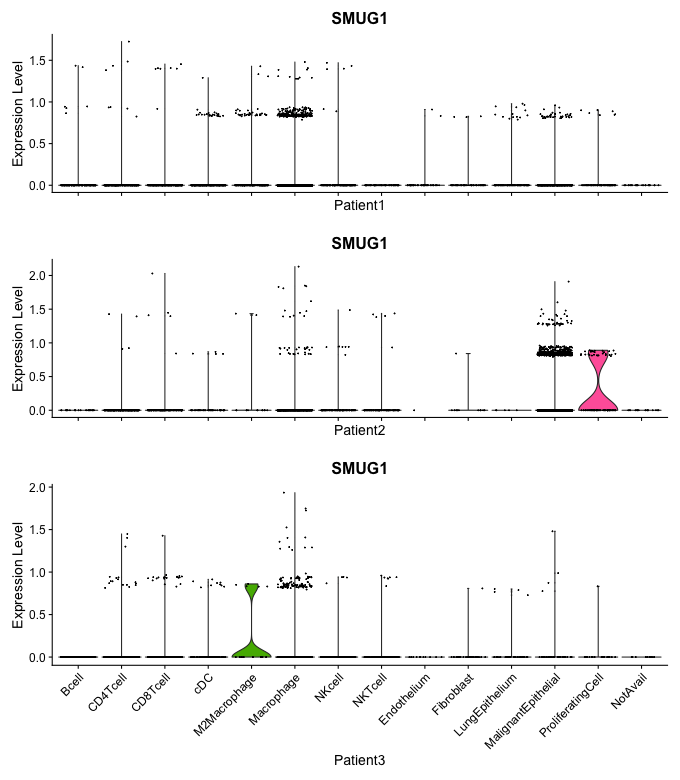 SMUG1
Expression Level
1.5
1.0
0.5
0.0
Patient1
SMUG1
Expression Level
2.0
1.5
1.0
0.5
0.0
Patient2
SMUG1
Expression Level
2.0
1.5
1.0
0.5
0.0
Bcell
CD4Tcell
CD8Tcell
cDC
M2Macrophage
Macrophage
NKcell
NKTcell
Endothelium
Fibroblast
LungEpithelium
MalignantEpithelial
ProliferatingCell
NotAvail
Patient3